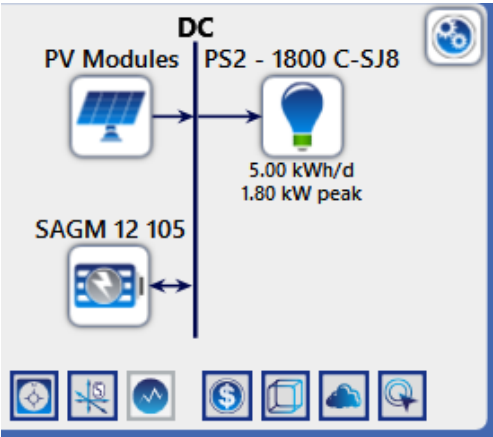 DC
PV Modules
PS2 - 1800 C-SJ8
5.00 kWh/d
1.80 kW peak
SAGM 12 105